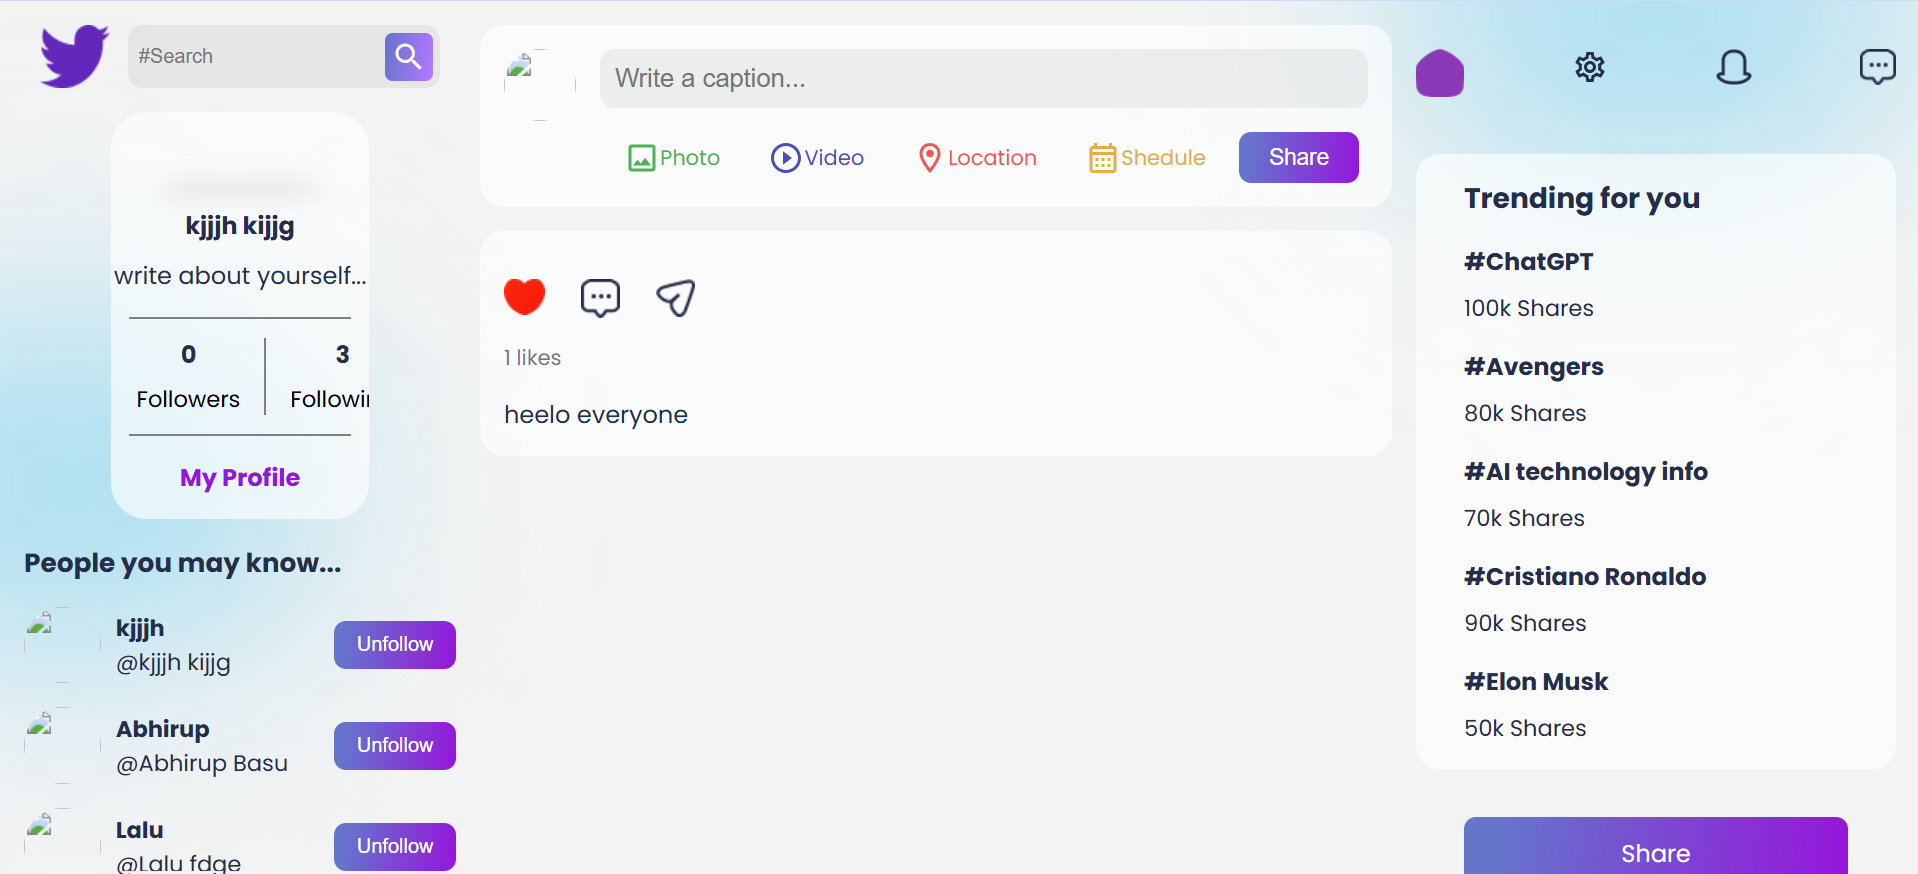 #Search
kjjjh kijjg
write about yourself...
0
3
Followers
Followin
My Profile
People you may know...
kjjjh
@kjjjh kijjg
Unfollow
Abhirup
@Abhirup Basu
Unfollow
Lalu
@Lalu fdge
Unfollow
Write a caption...
Photo
Video
Location
Shedule
Share
1 likes
heelo everyone
Trending for you
#ChatGPT
100k Shares
#Avengers
80k Shares
#AI technology info
70k Shares
#Cristiano Ronaldo
90k Shares
#Elon Musk
50k Shares
Share